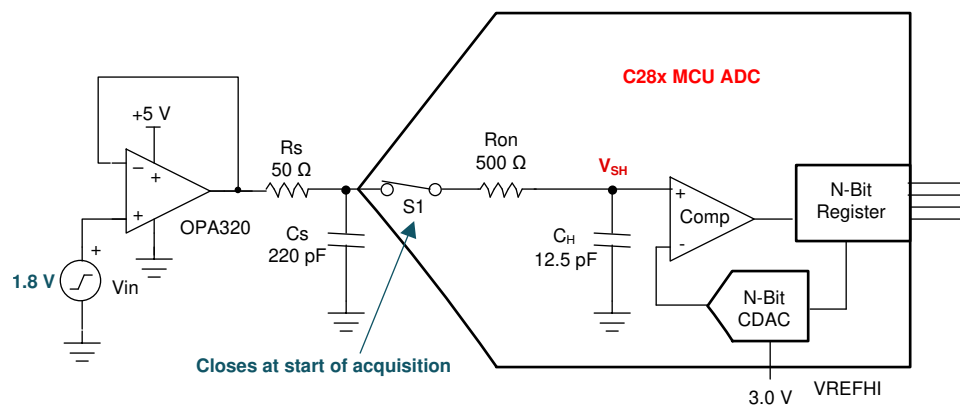 C28x MCU ADC
+5 V
Rs
50 Ω
Ron
500 Ω
VSH
−
+
+
OPA320
S1
+
-
Comp
N-Bit
Register
Cs
220 pF
CH
12.5 pF
1.8 V
+
Vin
N-Bit
CDAC
Closes at start of acquisition
3.0 V
VREFHI